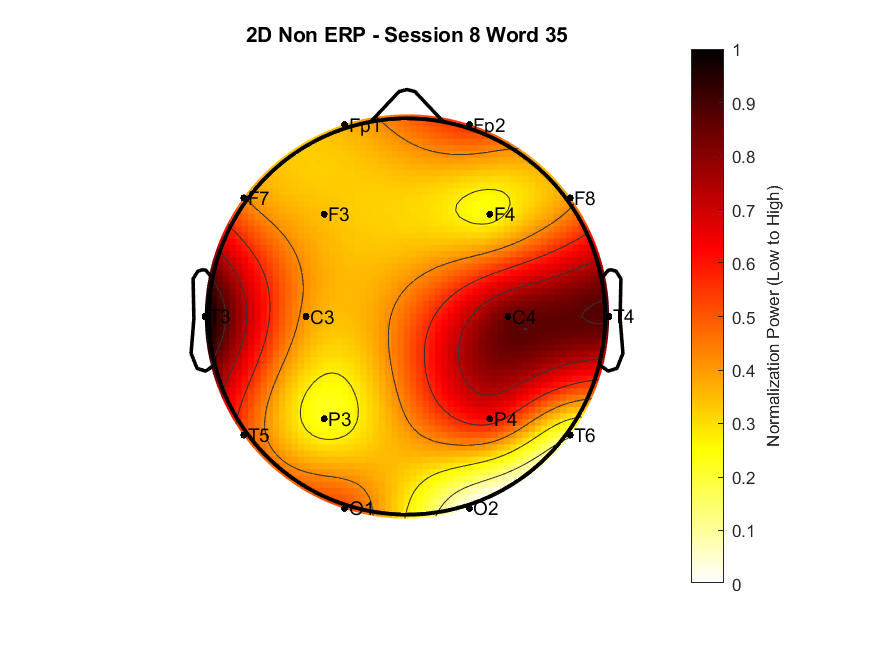 2D Non ERP - Session 8 Word 35
Fp1 Fp2
F7 F8
F3 F4
T3 C3 C4 T4
P3 P4
T5 T6
O1 O2
1
0.9
0.8
0.7
0.6
0.5
0.4
0.3
0.2
0.1
0
Normalization Power (Low to High)